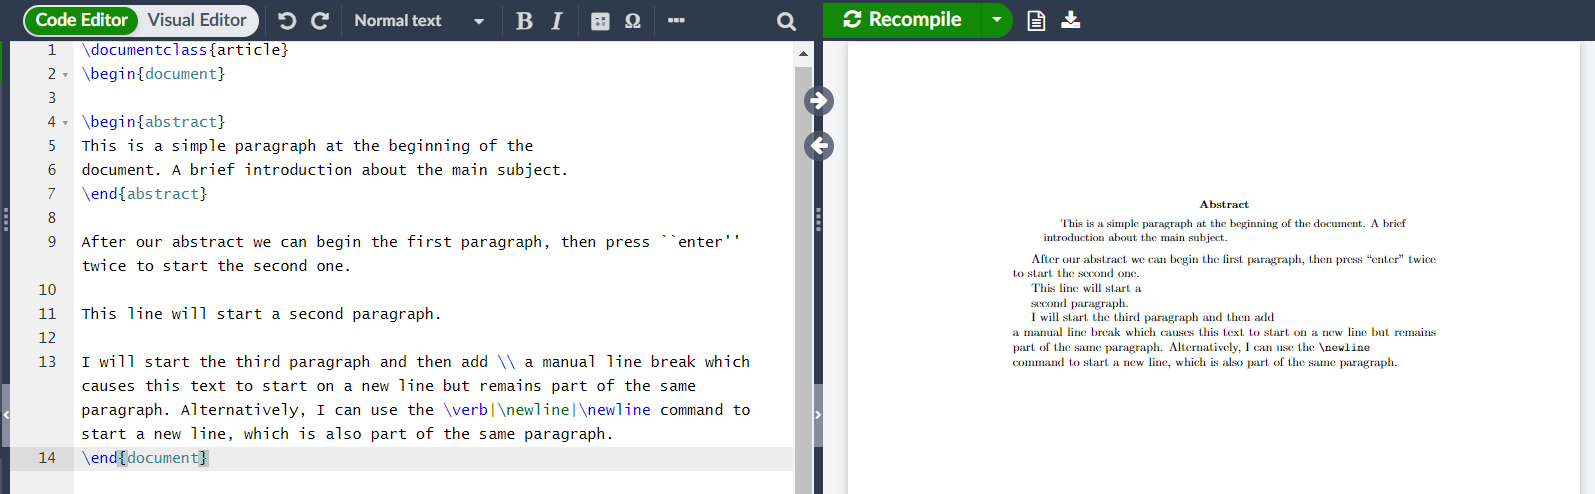 Code Editor Visual Editor Normal text B I Ω Recompile
1 \documentclass{article}
2 \begin{document}
3
4 \begin{abstract}
5 This is a simple paragraph at the beginning of the
6 document. A brief introduction about the main subject.
7 \end{abstract}
8
9 After our abstract we can begin the first paragraph, then press ``enter''
twice to start the second one.
10
11 This line will start a second paragraph.
12
13 I will start the third paragraph and then add \\ a manual line break which
causes this text to start on a new line but remains part of the same
paragraph. Alternatively, I can use the \verb|\newline|\newline command to
start a new line, which is also part of the same paragraph.
14 \end{document}
Abstract
This is a simple paragraph at the beginning of the document. A brief
introduction about the main subject.
After our abstract we can begin the first paragraph, then press “enter” twice
to start the second one.
This line will start a
second paragraph.
I will start the third paragraph and then add
a manual line break which causes this text to start on a new line but remains
part of the same paragraph. Alternatively, I can use the \newline
command to start a new line, which is also part of the same paragraph.